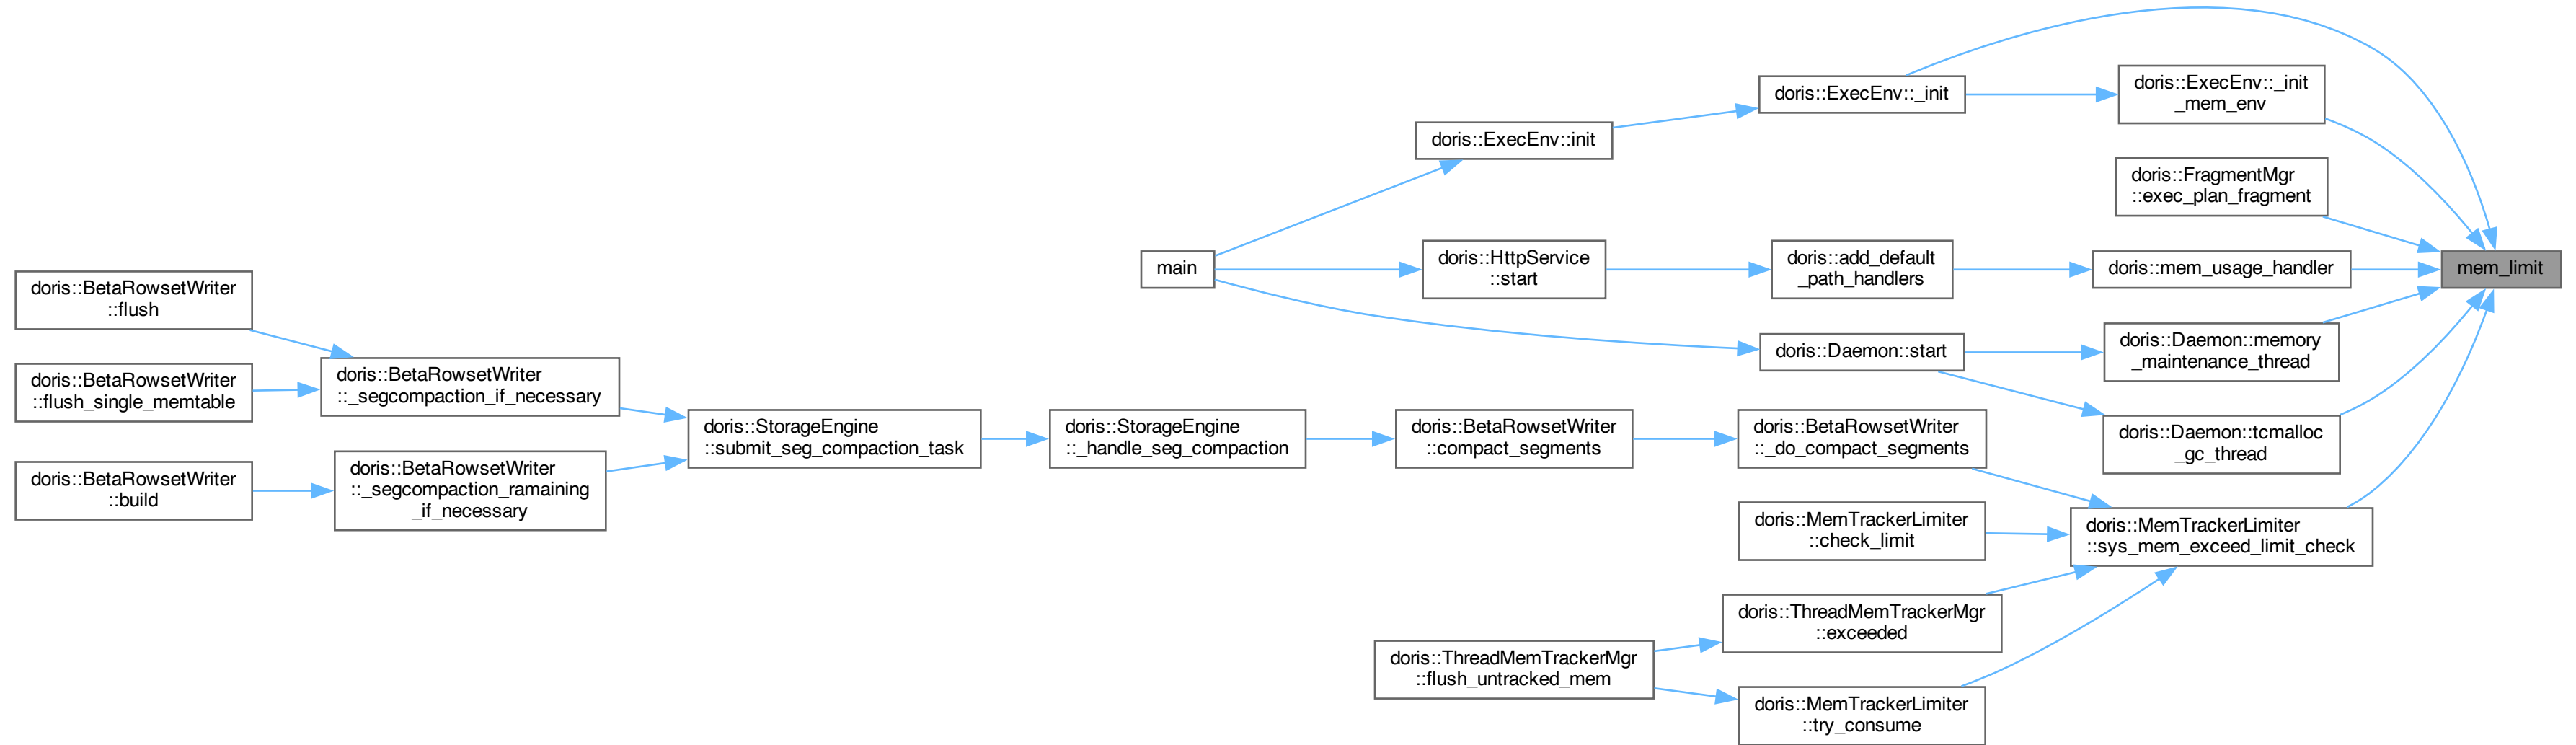 doris::ExecEnv::_init
doris::ExecEnv::_init
_mem_env
doris::ExecEnv::init
doris::FragmentMgr
::exec_plan_fragment
main
doris::HttpService
::start
doris::add_default
_path_handlers
doris::mem_usage_handler
mem_limit
doris::BetaRowsetWriter
::flush
doris::Daemon::start
doris::Daemon::memory
_maintenance_thread
doris::BetaRowsetWriter
::flush_single_memtable
doris::BetaRowsetWriter
::_segcompaction_if_necessary
doris::StorageEngine
::submit_seg_compaction_task
doris::StorageEngine
::_handle_seg_compaction
doris::BetaRowsetWriter
::compact_segments
doris::BetaRowsetWriter
::_do_compact_segments
doris::Daemon::tcmalloc
_gc_thread
doris::BetaRowsetWriter
::build
doris::BetaRowsetWriter
::_segcompaction_ramaining
_if_necessary
doris::MemTrackerLimiter
::check_limit
doris::MemTrackerLimiter
::sys_mem_exceed_limit_check
doris::ThreadMemTrackerMgr
::exceeded
doris::ThreadMemTrackerMgr
::flush_untracked_mem
doris::MemTrackerLimiter
::try_consume